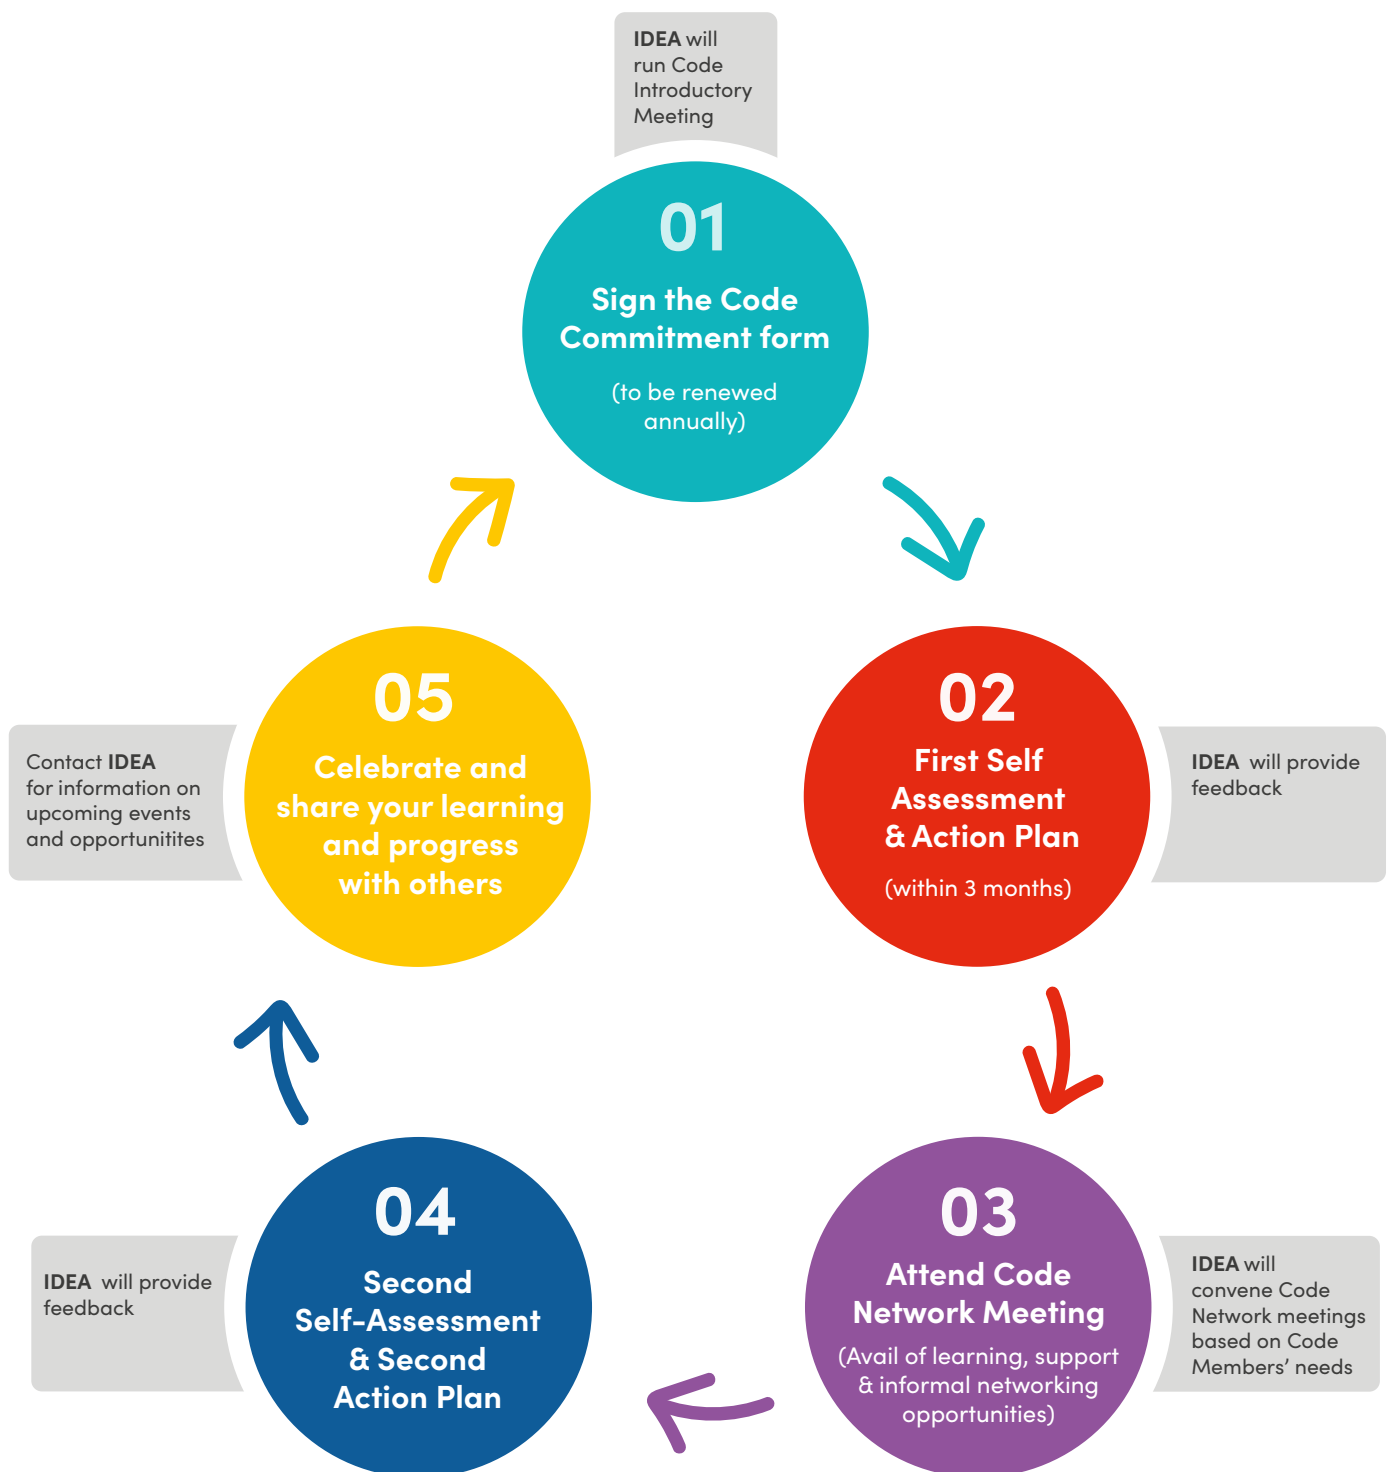 IDEA will
run Code
Introductory
Meeting
01
Sign the Code
Commitment form
(to be renewed
annually)
02
First Self
Assessment
& Action Plan
(within 3 months)
IDEA will provide
feedback
03
Attend Code
Network Meeting
(Avail of learning, support
& informal networking
opportunities)
IDEA will
convene Code
Network meetings
based on Code
Members’ needs
04
Second
Self-Assessment
& Second
Action Plan
IDEA will provide
feedback
05
Celebrate and
share your learning
and progress
with others
Contact IDEA
for information on
upcoming events
and opportunitites